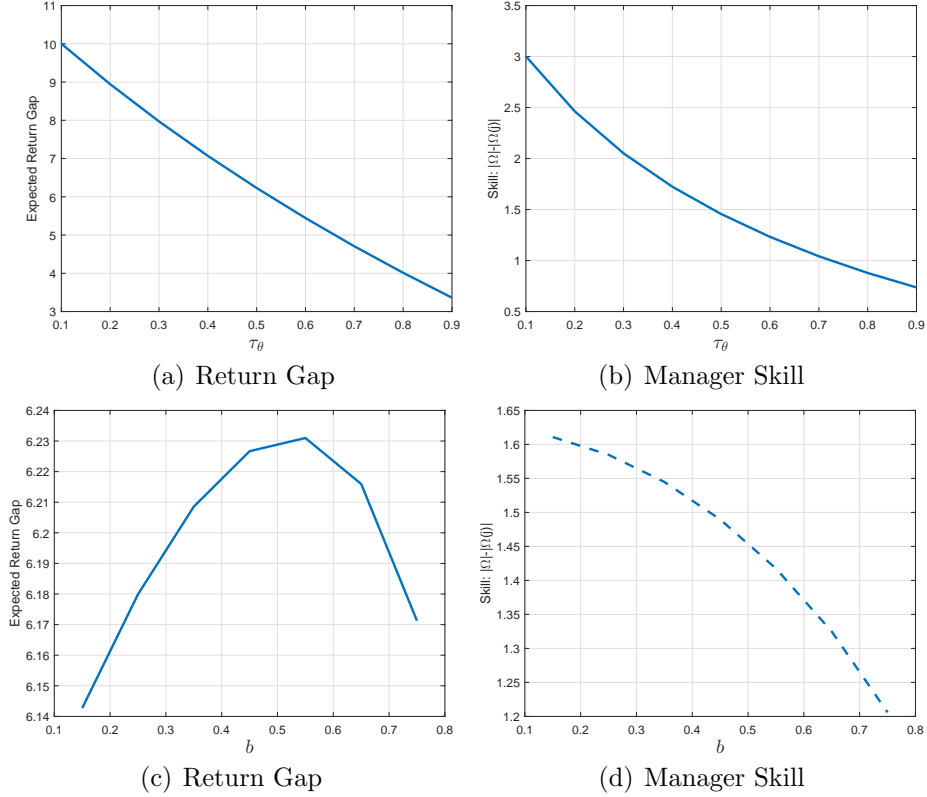 10
9
8
7
6
5
4
3
Expected Return Gap
0.1 0.2 0.3 0.4 0.5 0.6 0.7 0.8 0.9
τθ
(a) Return Gap
3.5
3
2.5
2
1.5
1
0.5
Skill: |Ω|-|Ω(j)|
0.1 0.2 0.3 0.4 0.5 0.6 0.7 0.8 0.9
τθ
(b) Manager Skill
6.24
6.23
6.22
6.21
6.2
6.19
6.18
6.17
6.16
6.15
6.14
Expected Return Gap
0.1 0.2 0.3 0.4 0.5 0.6 0.7 0.8
b
(c) Return Gap
1.65
1.6
1.55
1.5
1.45
1.4
1.35
1.3
1.25
1.2
Skill: |Ω|-|Ω(j)|
0.1 0.2 0.3 0.4 0.5 0.6 0.7 0.8
b
(d) Manager Skill